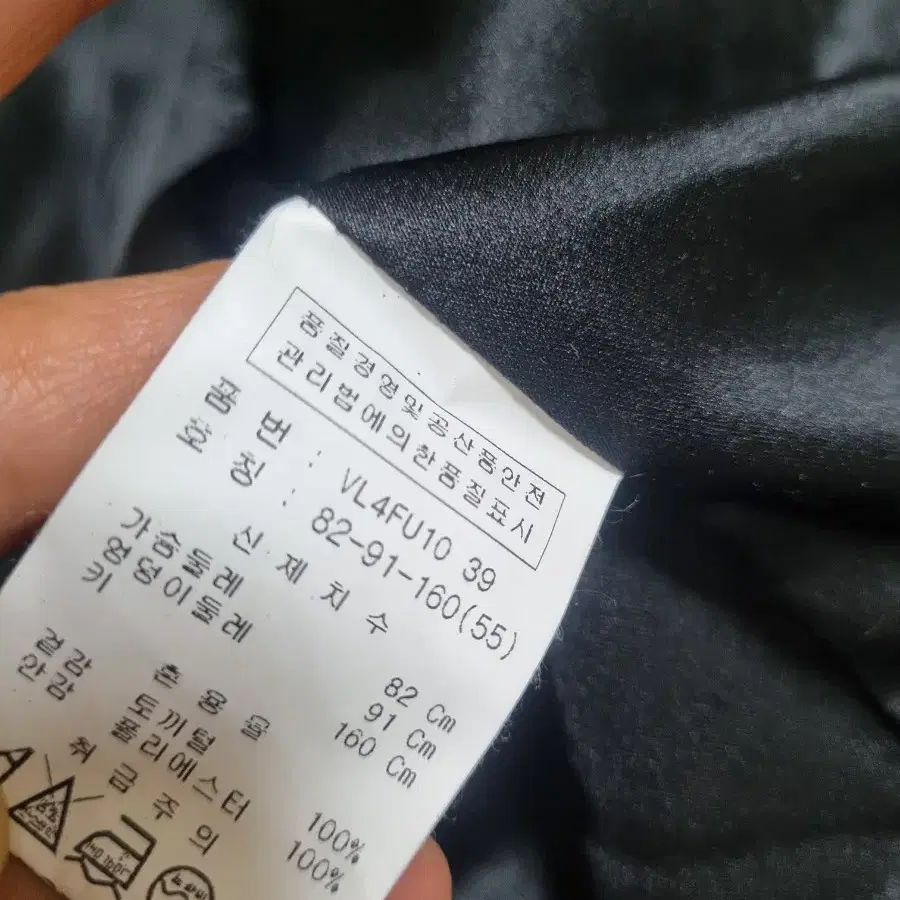 품질경영및공산품안전
관리법에의한품질표시
품 번 : VL4FU10 39
호 칭 : 82-91-160(55)
신 체 치 수
가슴둘레 82 Cm
엉덩이둘레 91 Cm
키 160 Cm
혼 용 율
겉감 토끼털 100%
안감 폴리에스터 100%
취 급 주 의